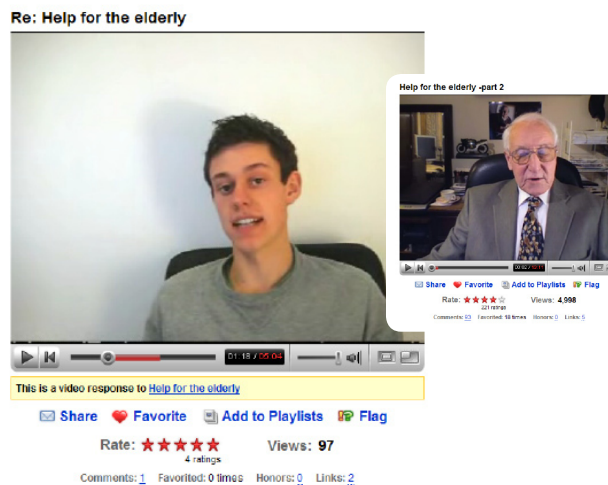 Re: Help for the elderly
01:18 / 05:04
This is a video response to Help for the elderly
Share Favorite Add to Playlists Flag
Rate: Views: 97
4 ratings
Comments: 1 Favorited: 0 times Honors: 0 Links: 2
Help for the elderly -part 2
Share Favorite Add to Playlists Flag
Rate: Views: 4,998
221 ratings
Comments: 93 Favorited: 18 times Honors: 0 Links: 5